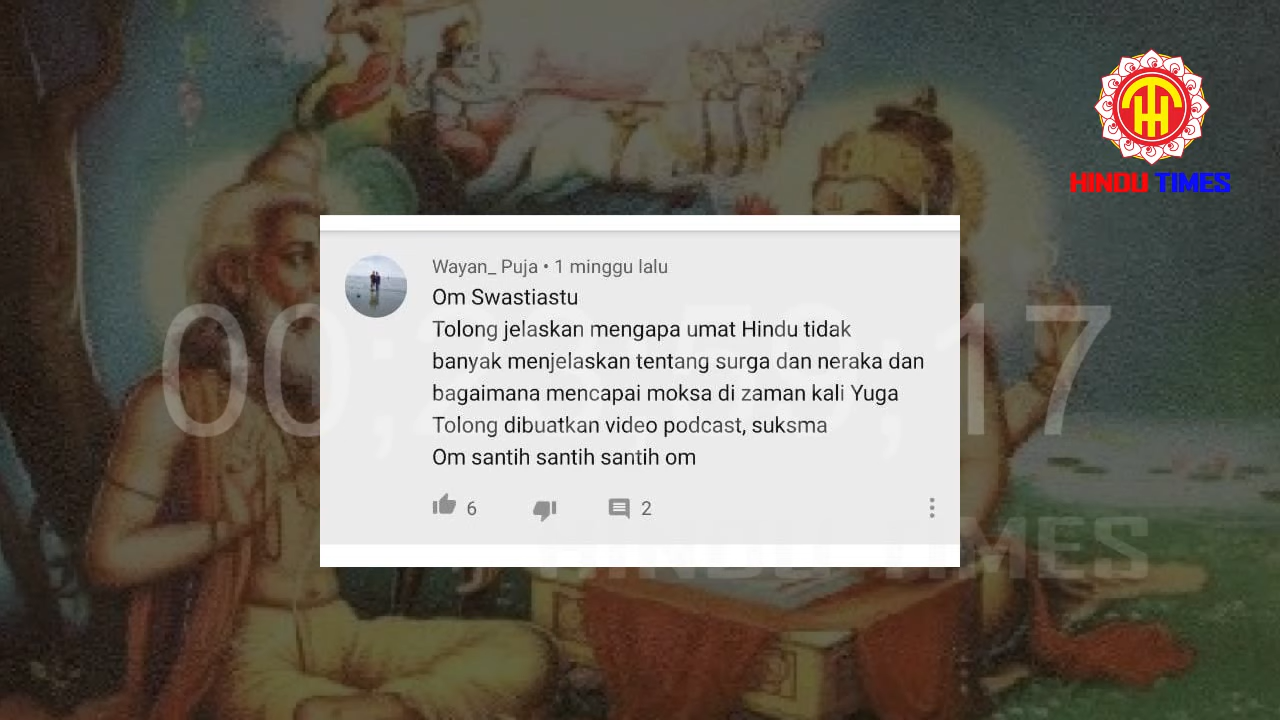 HINDU TIMES
Wayan_ Puja • 1 minggu lalu
Om Swastiastu
Tolong jelaskan mengapa umat Hindu tidak
banyak menjelaskan tentang surga dan neraka dan
bagaimana mencapai moksa di zaman kali Yuga
Tolong dibuatkan video podcast, suksma
Om santih santih santih om
6
2
HINDU TIMES